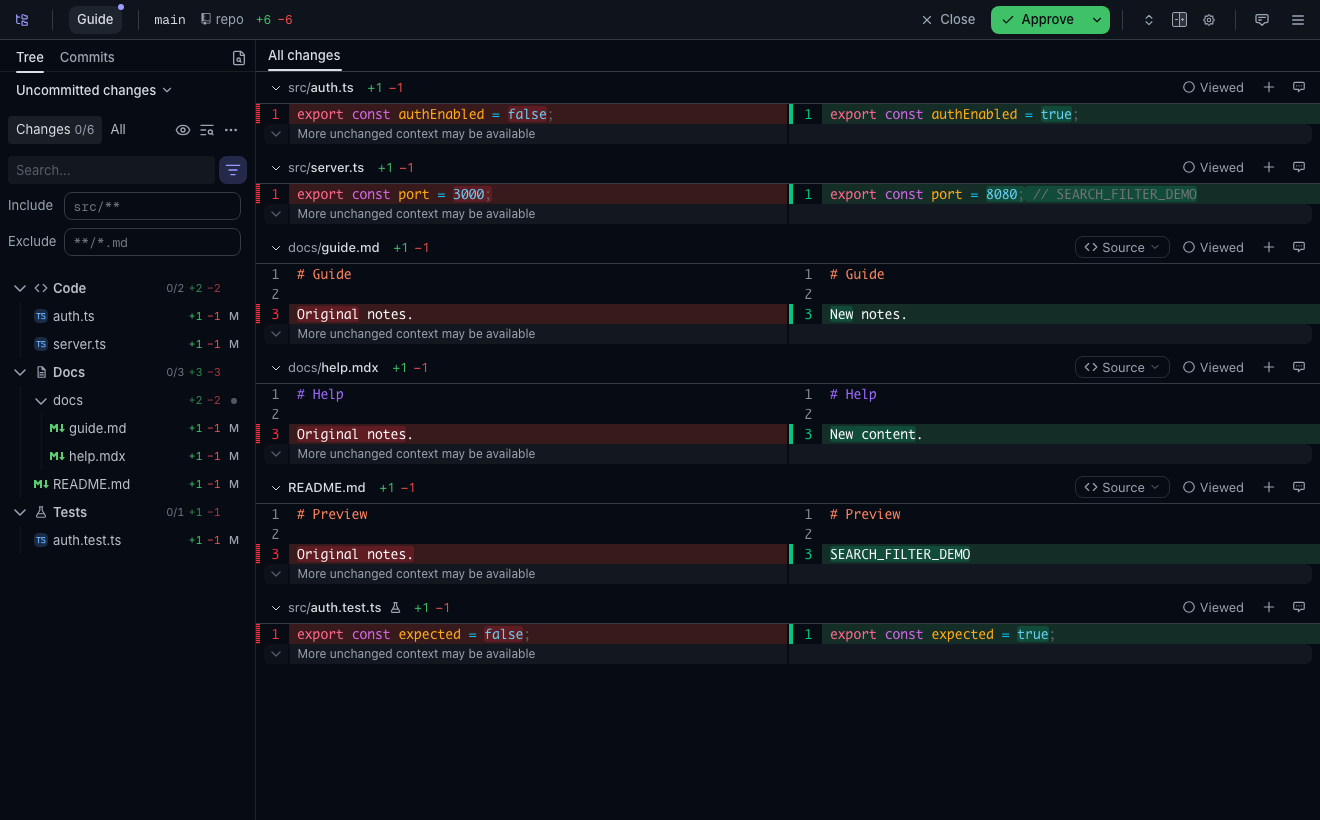 Guide main repo +6 −6 Close Approve
Tree Commits
Uncommitted changes
Changes 0/6 All
Search...
Include src/**
Exclude **/*.md
Code 0/2 +2 −2
TS auth.ts +1 −1 M
TS server.ts +1 −1 M
Docs 0/3 +3 −3
docs +2 −2
M guide.md +1 −1 M
M help.mdx +1 −1 M
M README.md +1 −1 M
Tests 0/1 +1 −1
TS auth.test.ts +1 −1 M
All changes
src/auth.ts +1 −1 Viewed
1 export const authEnabled = false; 1 export const authEnabled = true;
More unchanged context may be available
src/server.ts +1 −1 Viewed
1 export const port = 3000; 1 export const port = 8080; // SEARCH_FILTER_DEMO
More unchanged context may be available
docs/guide.md +1 −1 Source Viewed
1 # Guide 1 # Guide
2 2
3 Original notes. 3 New notes.
More unchanged context may be available
docs/help.mdx +1 −1 Source Viewed
1 # Help 1 # Help
2 2
3 Original notes. 3 New content.
More unchanged context may be available
README.md +1 −1 Source Viewed
1 # Preview 1 # Preview
2 2
3 Original notes. 3 SEARCH_FILTER_DEMO
More unchanged context may be available
src/auth.test.ts +1 −1 Viewed
1 export const expected = false; 1 export const expected = true;
More unchanged context may be available